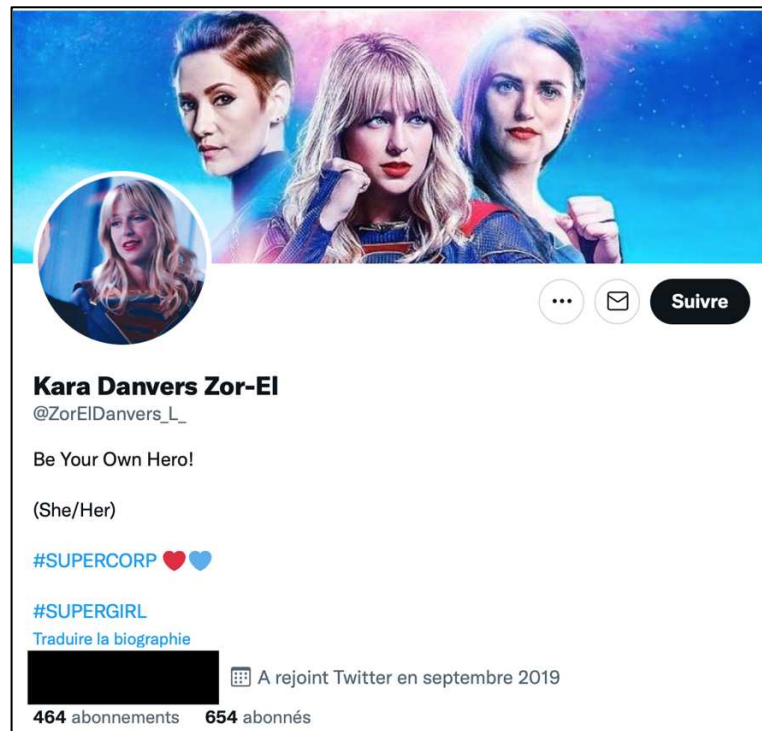 Suivre
Kara Danvers Zor-El
@ZorElDanvers_L_
Be Your Own Hero!
(She/Her)
#SUPERCORP ❤️💙
#SUPERGIRL
Traduire la biographie
A rejoint Twitter en septembre 2019
464 abonnements 654 abonnés